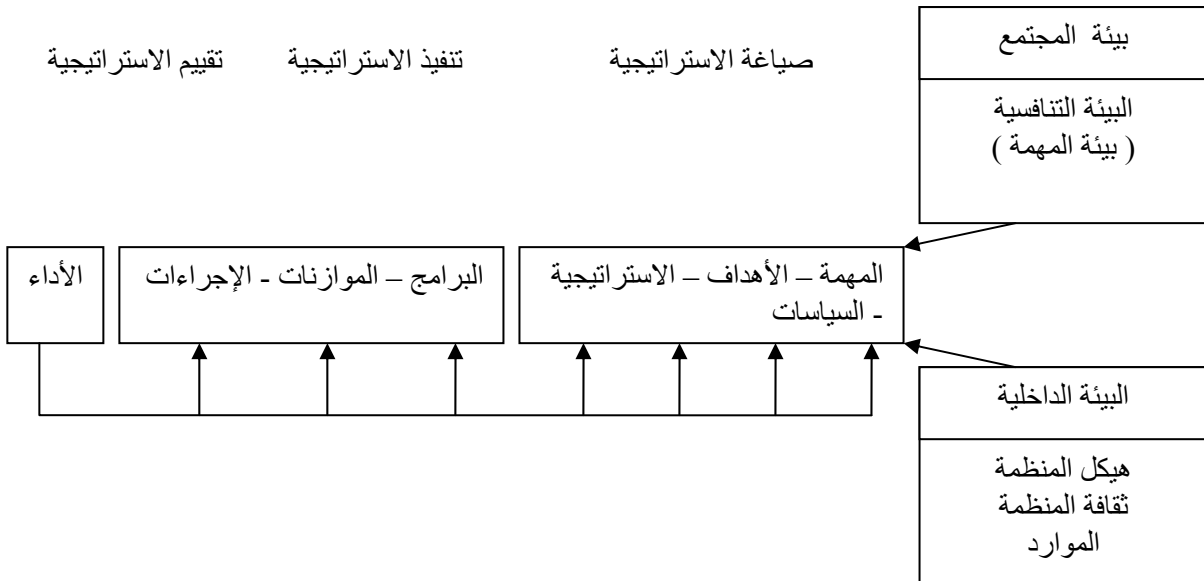 بيئة المجتمع
البيئة التنافسية
( بيئة المهمة )
صياغة الاستراتيجية
تنفيذ الاستراتيجية
تقييم الاستراتيجية
المهمة – الأهداف – الاستراتيجية
- السياسات
البرامج – الموازنات - الإجراءات
الأداء
البيئة الداخلية
هيكل المنظمة
ثقافة المنظمة
الموارد